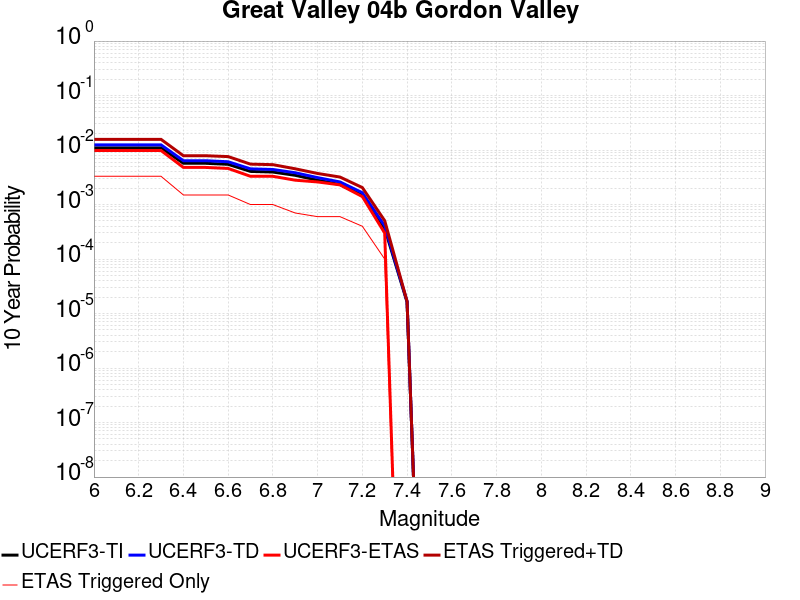 Great Valley 04b Gordon Valley
10^0
10^-1
10^-2
10^-3
10^-4
10^-5
10^-6
10^-7
10^-8
10 Year Probability
6 6.2 6.4 6.6 6.8 7 7.2 7.4 7.6 7.8 8 8.2 8.4 8.6 8.8 9
Magnitude
UCERF3-TI UCERF3-TD UCERF3-ETAS ETAS Triggered+TD
ETAS Triggered Only